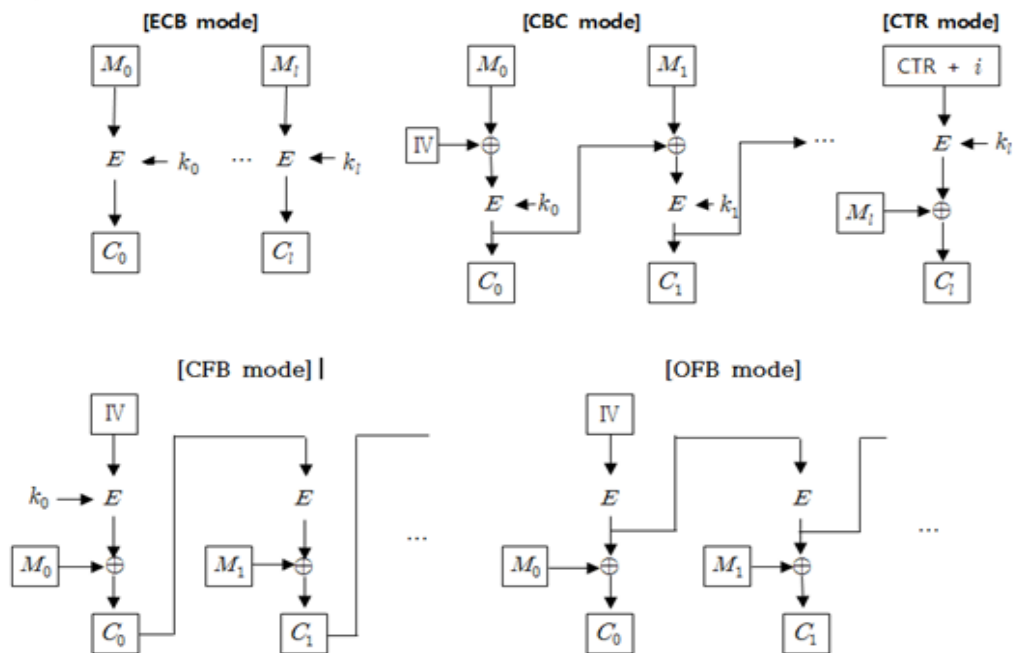 [ECB mode] [CBC mode] [CTR mode]
M₀ Mₗ M₀ M₁ CTR + i
IV ⊕ ⊕ ⋯ E kₗ
E k₀ ⋯ E kₗ
E k₀ E k₁ Mₗ ⊕
C₀ Cₗ C₀ C₁ Cₗ
[CFB mode] | [OFB mode]
IV IV
k₀ E E E E
⋯ ⋯
M₀ ⊕ M₁ ⊕ M₀ ⊕ M₁ ⊕
C₀ C₁ C₀ C₁